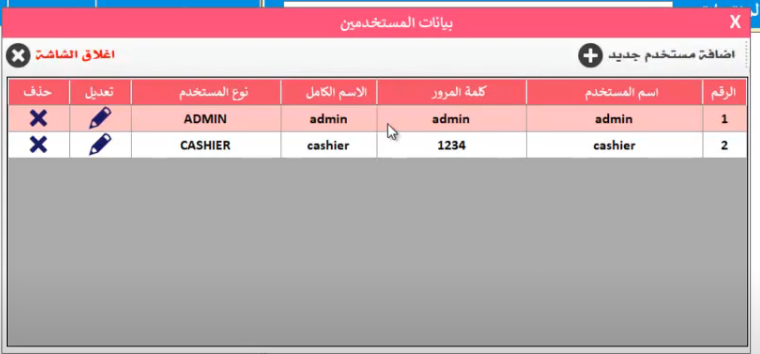 بيانات المستخدمين X
اضافة مستخدم جديد اغلاق الشاشة
الرقم اسم المستخدم كلمة المرور الاسم الكامل نوع المستخدم تعديل حذف
1 admin admin admin ADMIN
2 cashier 1234 cashier CASHIER